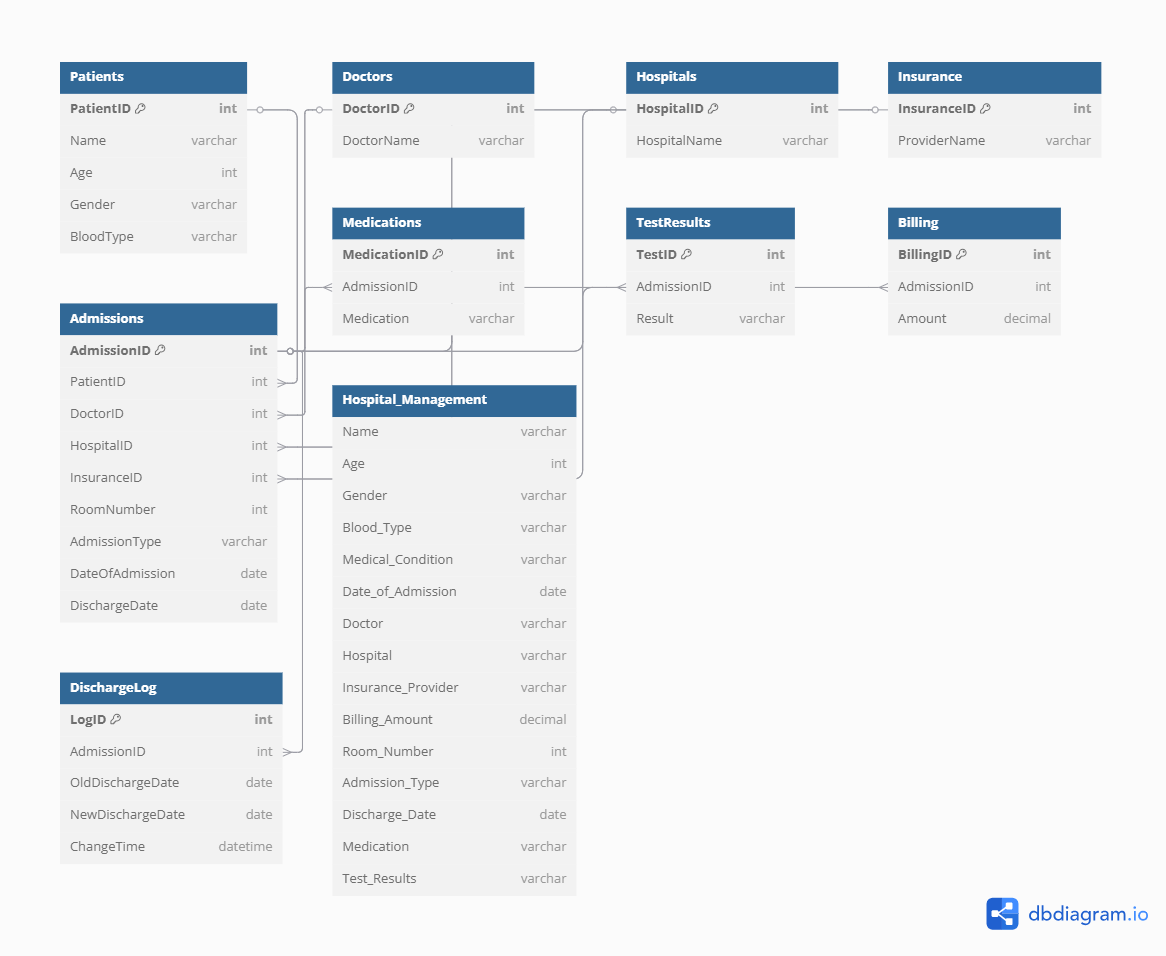 Patients
PatientID int
Name varchar
Age int
Gender varchar
BloodType varchar
Doctors
DoctorID int
DoctorName varchar
Hospitals
HospitalID int
HospitalName varchar
Insurance
InsuranceID int
ProviderName varchar
Medications
MedicationID int
AdmissionID int
Medication varchar
TestResults
TestID int
AdmissionID int
Result varchar
Billing
BillingID int
AdmissionID int
Amount decimal
Admissions
AdmissionID int
PatientID int
DoctorID int
HospitalID int
InsuranceID int
RoomNumber int
AdmissionType varchar
DateOfAdmission date
DischargeDate date
Hospital_Management
Name varchar
Age int
Gender varchar
Blood_Type varchar
Medical_Condition varchar
Date_of_Admission date
Doctor varchar
Hospital varchar
Insurance_Provider varchar
Billing_Amount decimal
Room_Number int
Admission_Type varchar
Discharge_Date date
Medication varchar
Test_Results varchar
DischargeLog
LogID int
AdmissionID int
OldDischargeDate date
NewDischargeDate date
ChangeTime datetime
dbdiagram.io